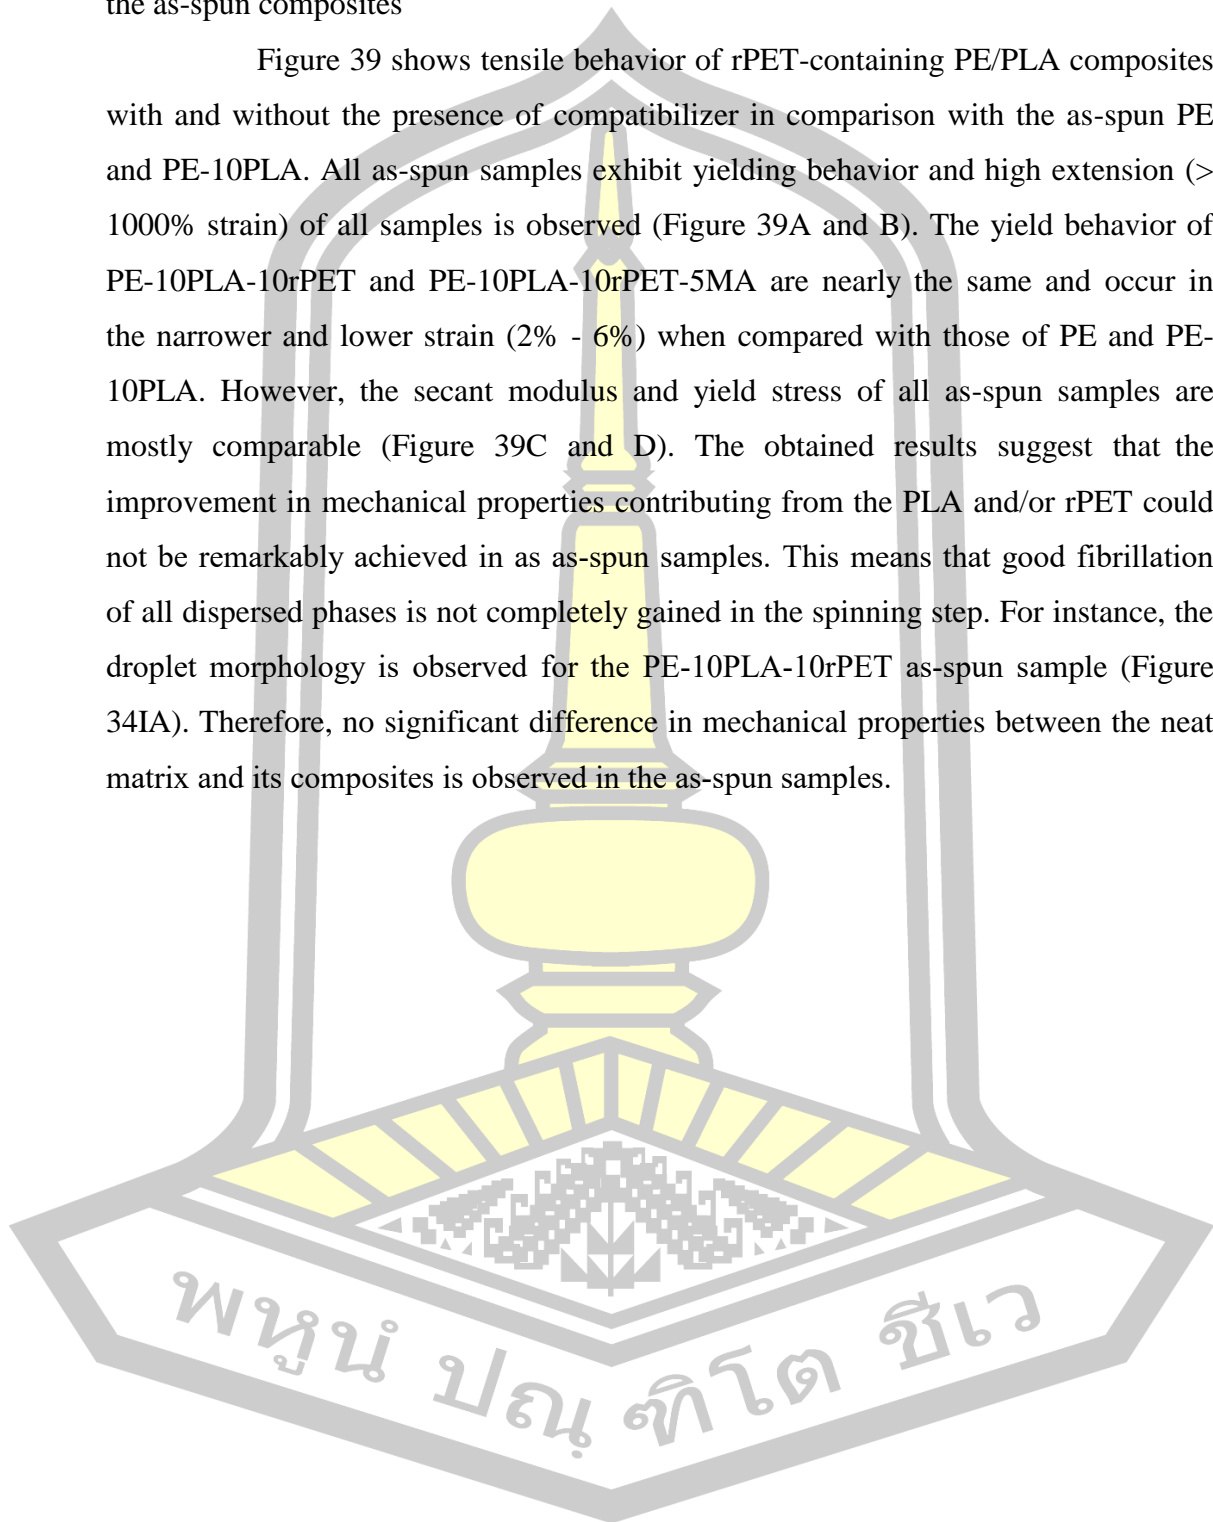 the as-spun composites
Figure 39 shows tensile behavior of rPET-containing PE/PLA composites
with and without the presence of compatibilizer in comparison with the as-spun PE
and PE-10PLA. All as-spun samples exhibit yielding behavior and high extension (>
1000% strain) of all samples is observed (Figure 39A and B). The yield behavior of
PE-10PLA-10rPET and PE-10PLA-10rPET-5MA are nearly the same and occur in
the narrower and lower strain (2% - 6%) when compared with those of PE and PE-
10PLA. However, the secant modulus and yield stress of all as-spun samples are
mostly comparable (Figure 39C and D). The obtained results suggest that the
improvement in mechanical properties contributing from the PLA and/or rPET could
not be remarkably achieved in as as-spun samples. This means that good fibrillation
of all dispersed phases is not completely gained in the spinning step. For instance, the
droplet morphology is observed for the PE-10PLA-10rPET as-spun sample (Figure
34IA). Therefore, no significant difference in mechanical properties between the neat
matrix and its composites is observed in the as-spun samples.
พหูนํ ปณฺฑิโต ชีเว